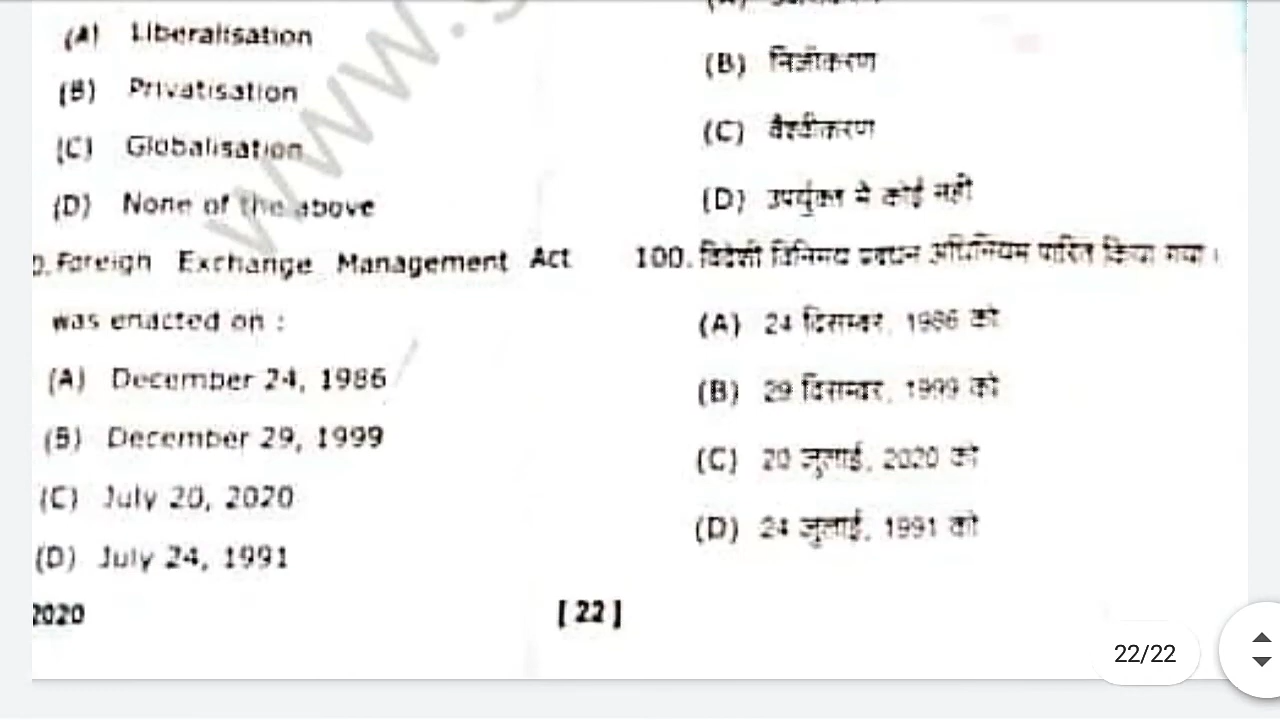 (A) Liberalisation
(B) Privatisation
(C) Globalisation
(D) None of the above
0. Foreign Exchange Management Act
was enacted on :
(A) December 24, 1986
(B) December 29, 1999
(C) July 20, 2020
(D) July 24, 1991
2020
(B) निजीकरण
(C) वैश्वीकरण
(D) उपर्युक्त में कोई नहीं
100. विदेशी विनिमय प्रबंधन अधिनियम पारित किया गया।
(A) 24 दिसम्बर, 1986 को
(B) 29 दिसम्बर, 1999 को
(C) 20 जुलाई, 2020 को
(D) 24 जुलाई, 1991 को
[ 22 ]
22/22
www.